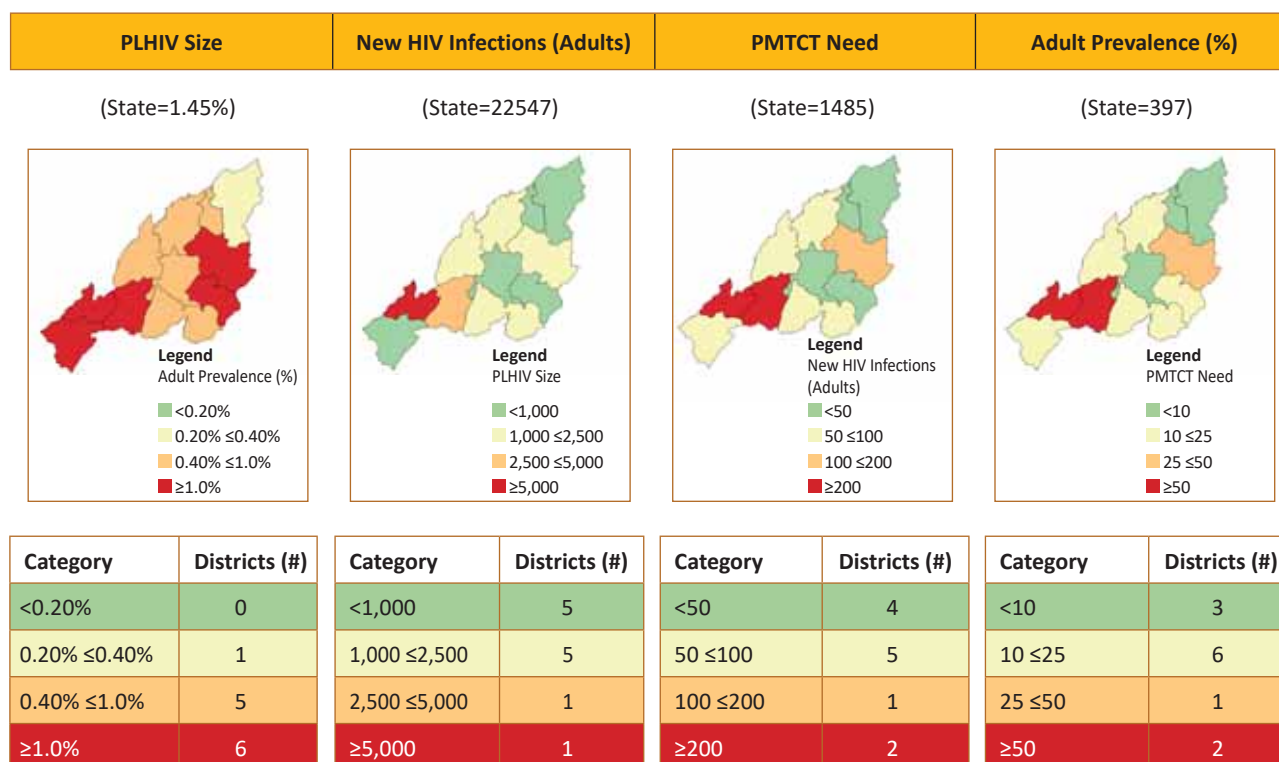 PLHIV Size
New HIV Infections (Adults)
PMTCT Need
Adult Prevalence (%)
(State=1.45%)
(State=22547)
(State=1485)
(State=397)
Legend
Adult Prevalence (%)
<0.20%
0.20% ≤0.40%
0.40% ≤1.0%
≥1.0%
Legend
PLHIV Size
<1,000
1,000 ≤2,500
2,500 ≤5,000
≥5,000
Legend
New HIV Infections
(Adults)
<50
50 ≤100
100 ≤200
≥200
Legend
PMTCT Need
<10
10 ≤25
25 ≤50
≥50
Category Districts (#)
<0.20% 0
0.20% ≤0.40% 1
0.40% ≤1.0% 5
≥1.0% 6
Category Districts (#)
<1,000 5
1,000 ≤2,500 5
2,500 ≤5,000 1
≥5,000 1
Category Districts (#)
<50 4
50 ≤100 5
100 ≤200 1
≥200 2
Category Districts (#)
<10 3
10 ≤25 6
25 ≤50 1
≥50 2